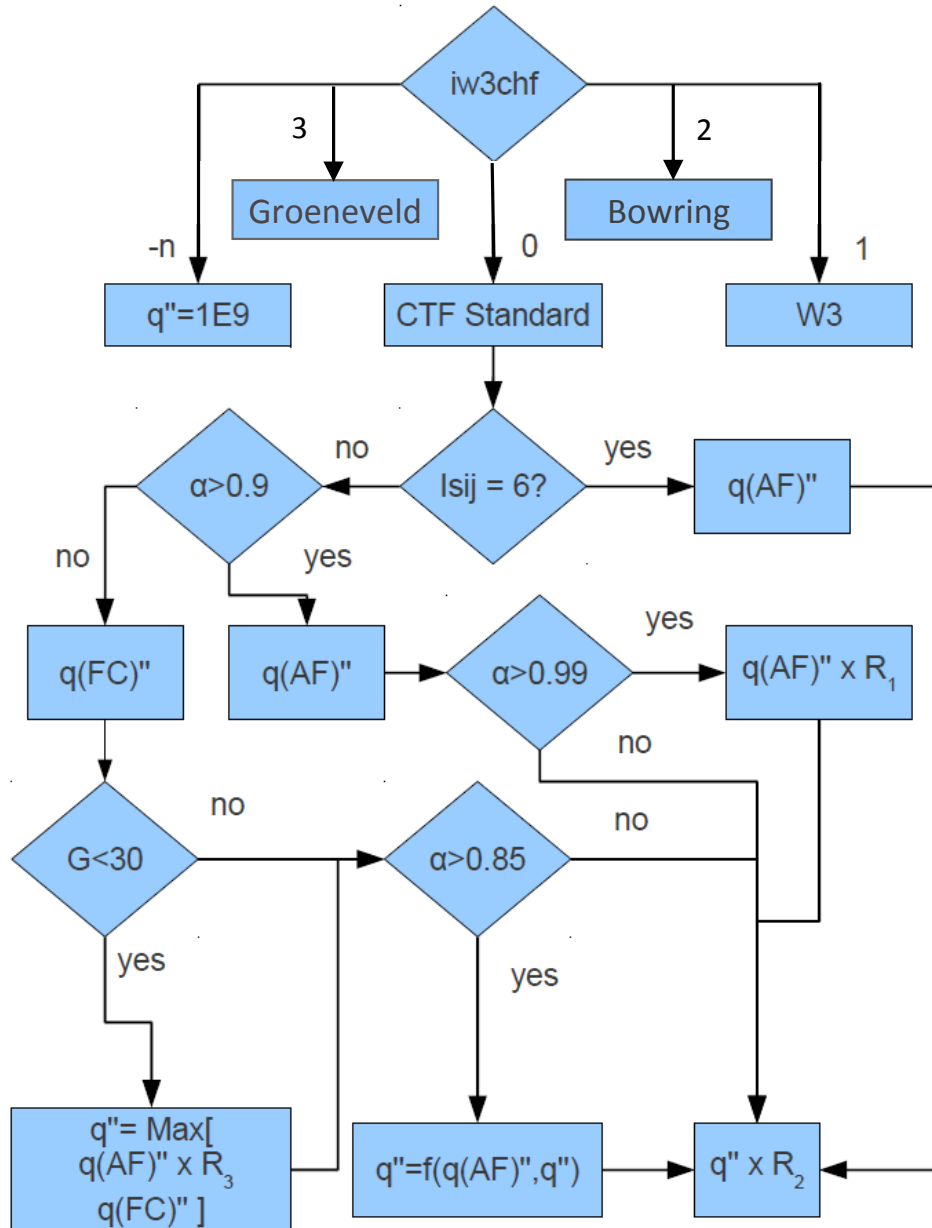 iw3chf
3
2
Groeneveld
Bowring
-n
0
1
q"=1E9
CTF Standard
W3
no
yes
α>0.9
Isij = 6?
q(AF)"
no
yes
yes
q(FC)"
q(AF)"
α>0.99
q(AF)" x R₁
no
no
no
G<30
α>0.85
yes
yes
q"= Max[
q(AF)" x R₃
q(FC)" ]
q"=f(q(AF)",q")
q" x R₂